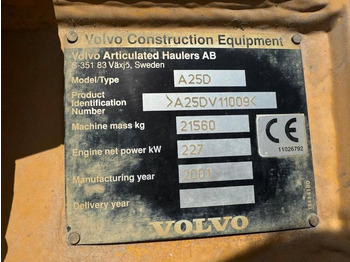 Volvo Construction Equipment
Volvo Articulated Haulers AB
S-351 83 Växjö, Sweden
Model/Type A25D
Product Identification Number >A25DV11009<
Machine mass kg 21560
Engine net power kW 227
Manufacturing year 2001
Delivery year
CE
11026792
VOLVO